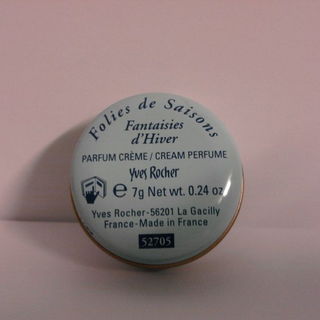 Folies de Saisons
Fantaisies
d'Hiver
PARFUM CRÈME / CREAM PERFUME
Yves Rocher
e 7g Net wt. 0.24 oz
Yves Rocher-56201 La Gacilly
France-Made in France
52705